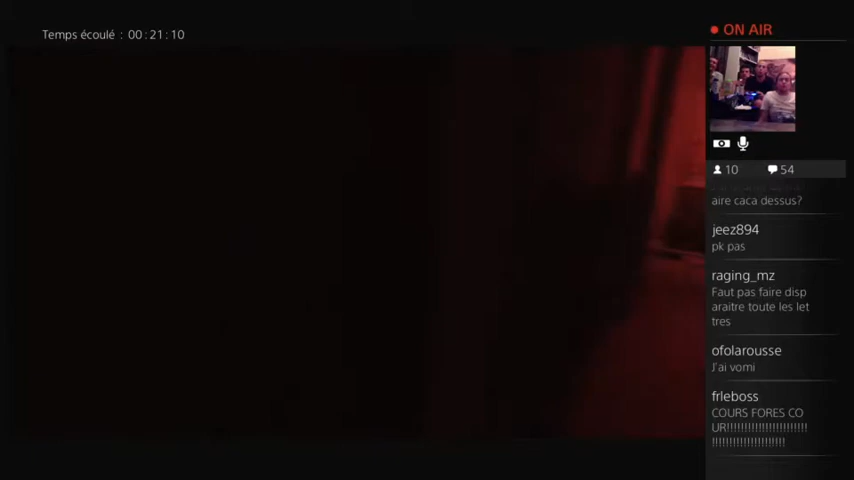 Temps écoulé : 00:21:10
ON AIR
10 54
aire caca dessus?
jeez894
pk pas
raging_mz
Faut pas faire disp
araitre toute les let
tres
ofolarousse
J'ai vomi
frleboss
COURS FORES CO
UR!!!!!!!!!!!!!!!!!!!!!!!!
!!!!!!!!!!!!!!!!!!!!!!